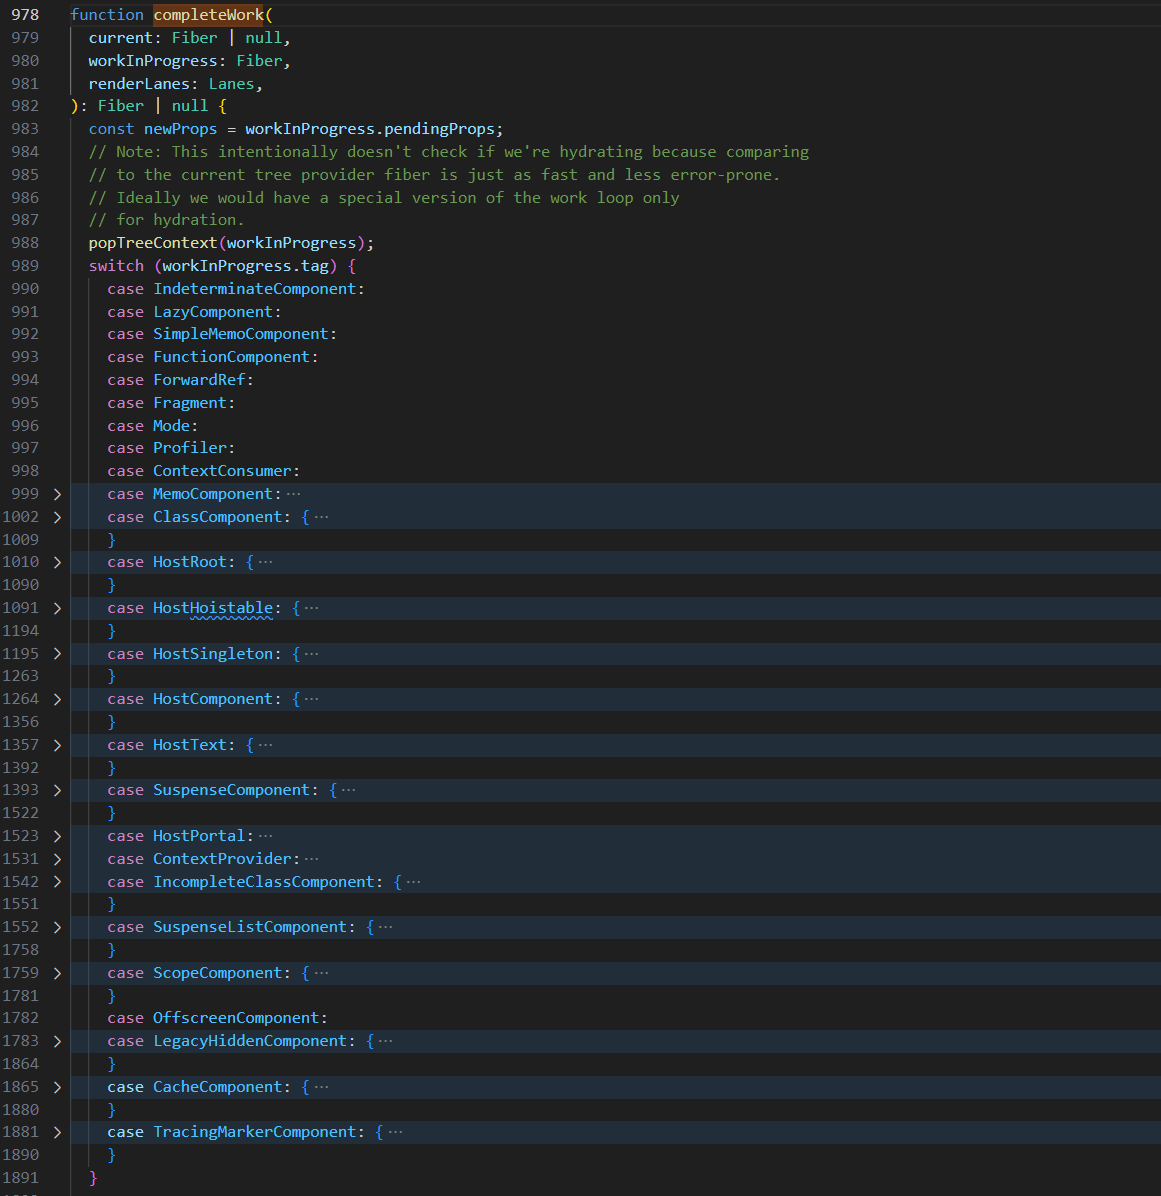 978 function completeWork(
979 current: Fiber | null,
980 workInProgress: Fiber,
981 renderLanes: Lanes,
982 ): Fiber | null {
983 const newProps = workInProgress.pendingProps;
984 // Note: This intentionally doesn't check if we're hydrating because comparing
985 // to the current tree provider fiber is just as fast and less error-prone.
986 // Ideally we would have a special version of the work loop only
987 // for hydration.
988 popTreeContext(workInProgress);
989 switch (workInProgress.tag) {
990 case IndeterminateComponent:
991 case LazyComponent:
992 case SimpleMemoComponent:
993 case FunctionComponent:
994 case ForwardRef:
995 case Fragment:
996 case Mode:
997 case Profiler:
998 case ContextConsumer:
999 case MemoComponent: ···
1002 case ClassComponent: { ···
1009 }
1010 case HostRoot: { ···
1090 }
1091 case HostHoistable: { ···
1194 }
1195 case HostSingleton: { ···
1263 }
1264 case HostComponent: { ···
1356 }
1357 case HostText: { ···
1392 }
1393 case SuspenseComponent: { ···
1522 }
1523 case HostPortal: ···
1531 case ContextProvider: ···
1542 case IncompleteClassComponent: { ···
1551 }
1552 case SuspenseListComponent: { ···
1758 }
1759 case ScopeComponent: { ···
1781 }
1782 case OffscreenComponent:
1783 case LegacyHiddenComponent: { ···
1864 }
1865 case CacheComponent: { ···
1880 }
1881 case TracingMarkerComponent: { ···
1890 }
1891 }